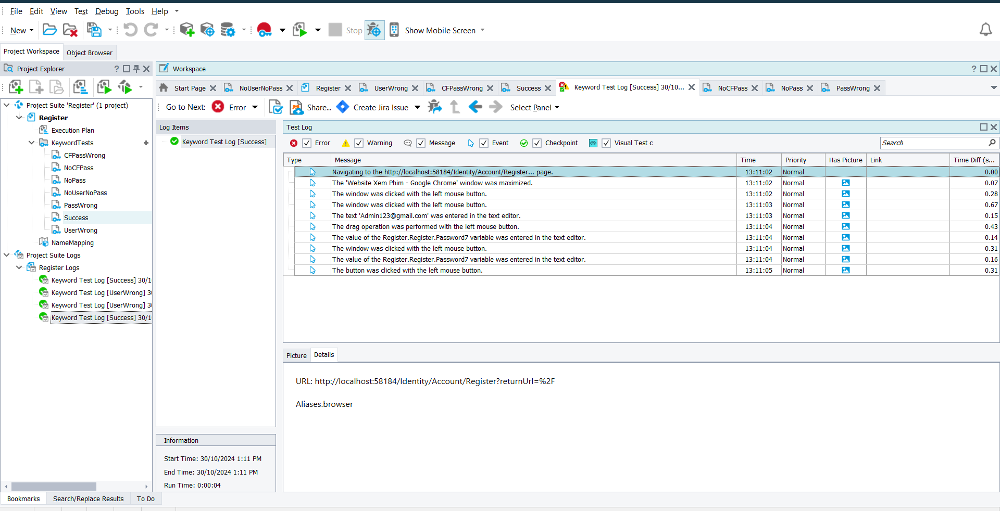 File Edit View Test Debug Tools Help
New Stop Show Mobile Screen
Project Workspace Object Browser
Project Explorer ?
Workspace ?
Start Page NoUserNoPass Register UserWrong CFPassWrong Success Keyword Test Log [Success] 30/10... NoCFPass NoPass PassWrong
Go to Next: Error Share... Create Jira Issue Select Panel
Project Suite 'Register' (1 project)
Register
Execution Plan
KeywordTests +
CFPassWrong
NoCFPass
NoPass
NoUserNoPass
PassWrong
Success
UserWrong
NameMapping
Project Suite Logs
Register Logs
Keyword Test Log [Success] 30/1
Keyword Test Log [UserWrong] 3
Keyword Test Log [UserWrong] 3
Keyword Test Log [Success] 30/1
Log Items
Keyword Test Log [Success]
Test Log
Error Warning Message Event Checkpoint Visual Test c
Search
Type Message Time Priority Has Picture Link Time Diff (s...
Navigating to the http://localhost:58184/Identity/Account/Register... page. 13:11:02 Normal 0.00
The 'Website Xem Phim - Google Chrome' window was maximized. 13:11:02 Normal 0.07
The window was clicked with the left mouse button. 13:11:02 Normal 0.28
The window was clicked with the left mouse button. 13:11:03 Normal 0.67
The text 'Admin123@gmail.com' was entered in the text editor. 13:11:03 Normal 0.15
The drag operation was performed with the left mouse button. 13:11:04 Normal 0.43
The value of the Register.Register.Password7 variable was entered in the text editor. 13:11:04 Normal 0.14
The window was clicked with the left mouse button. 13:11:04 Normal 0.31
The value of the Register.Register.Password7 variable was entered in the text editor. 13:11:04 Normal 0.16
The button was clicked with the left mouse button. 13:11:05 Normal 0.31
Picture Details
URL: http://localhost:58184/Identity/Account/Register?returnUrl=%2F
Aliases.browser
Information
Start Time: 30/10/2024 1:11 PM
End Time: 30/10/2024 1:11 PM
Run Time: 0:00:04
Bookmarks Search/Replace Results To Do